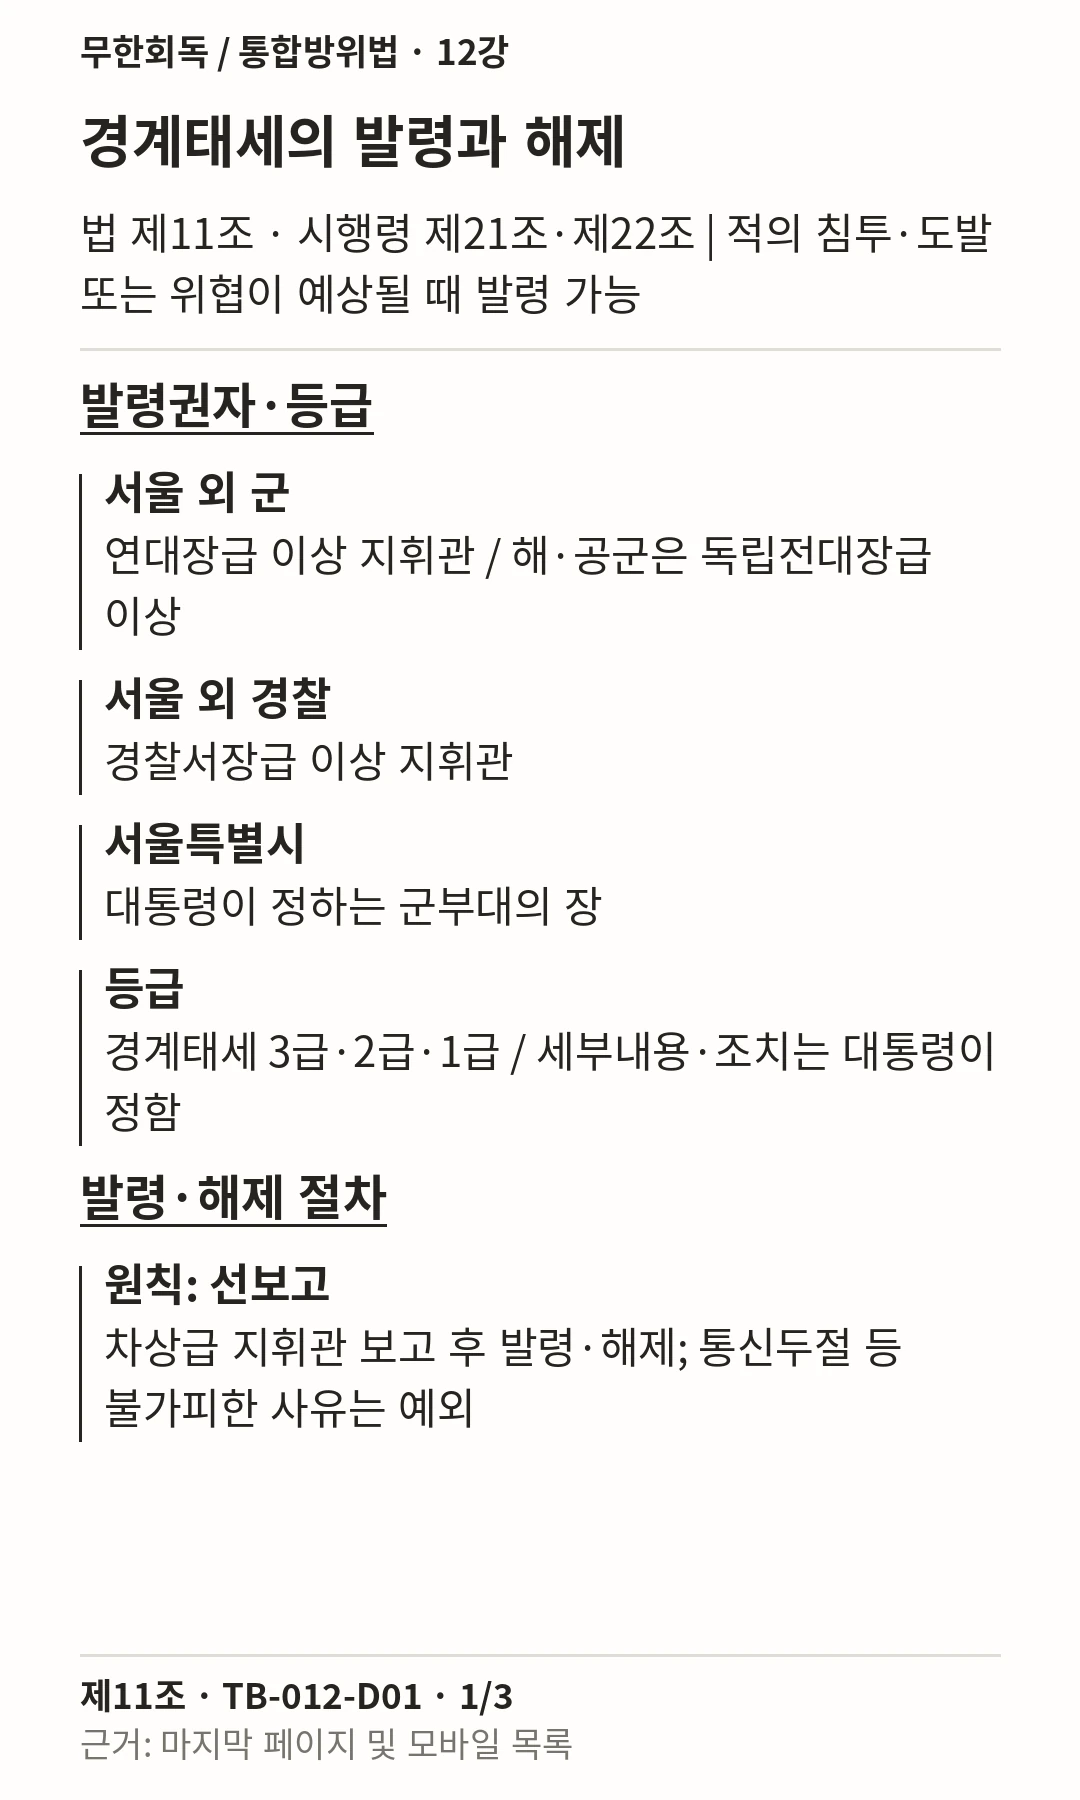 무한회독 / 통합방위법 · 12강
경계태세의 발령과 해제
법 제11조 · 시행령 제21조·제22조 | 적의 침투·도발
또는 위협이 예상될 때 발령 가능
발령권자·등급
서울 외 군
연대장급 이상 지휘관 / 해·공군은 독립전대장급
이상
서울 외 경찰
경찰서장급 이상 지휘관
서울특별시
대통령이 정하는 군부대의 장
등급
경계태세 3급·2급·1급 / 세부내용·조치는 대통령이
정함
발령·해제 절차
원칙: 선보고
차상급 지휘관 보고 후 발령·해제; 통신두절 등
불가피한 사유는 예외
제11조 · TB-012-D01 · 1/3
근거: 마지막 페이지 및 모바일 목록